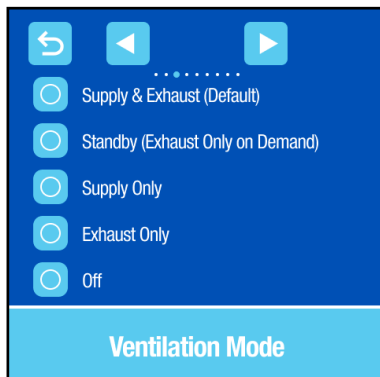 Supply & Exhaust (Default)
Standby (Exhaust Only on Demand)
Supply Only
Exhaust Only
Off
Ventilation Mode